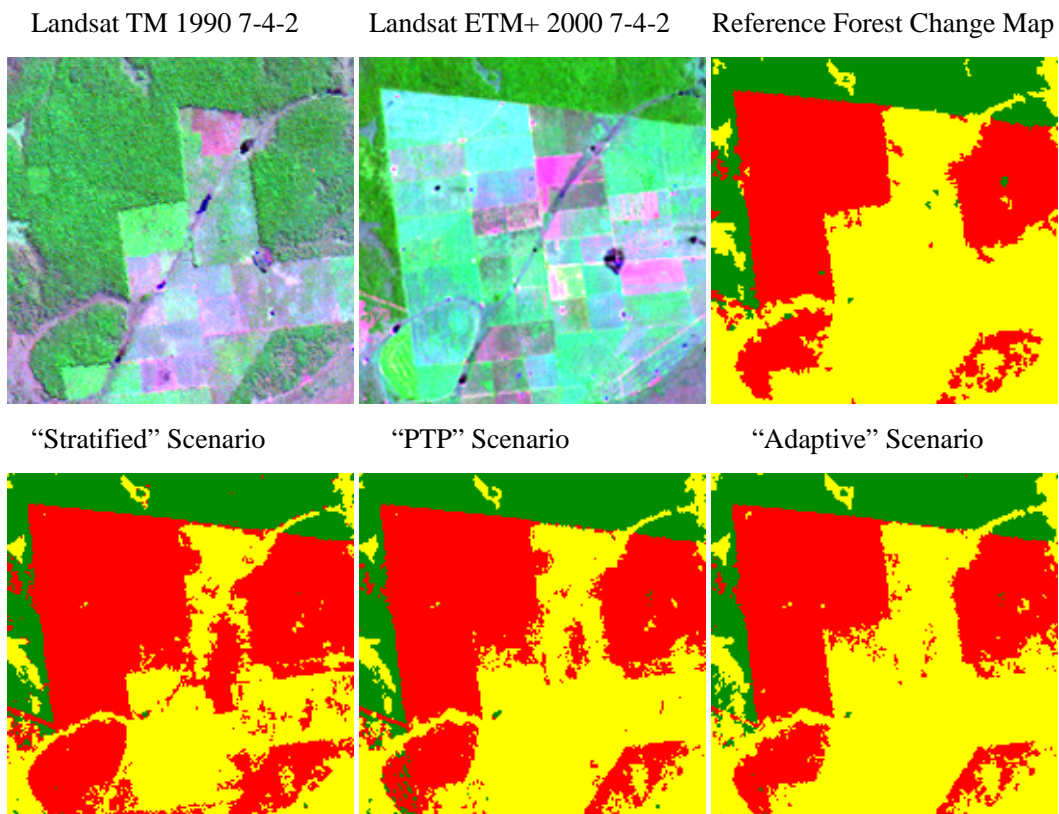 Landsat TM 1990 7-4-2
Landsat ETM+ 2000 7-4-2
Reference Forest Change Map
“Stratified” Scenario
“PTP” Scenario
“Adaptive” Scenario